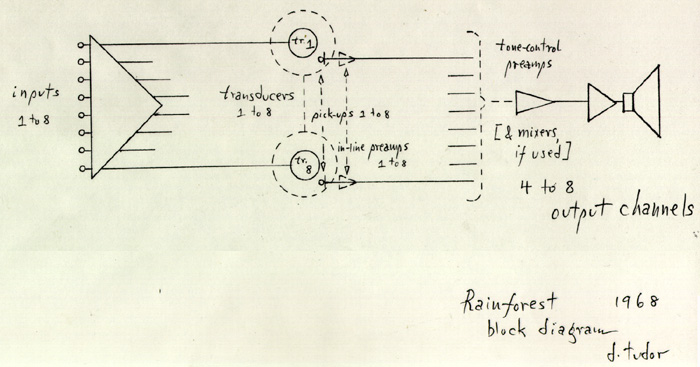 inputs
1 to 8
tr. 1
transducers
1 to 8
pick-ups 1 to 8
in-line preamps
1 to 8
tr. 8
tone-control
preamps
[& mixers,
if used]
4 to 8
output channels
Rainforest 1968
block diagram
d. tudor